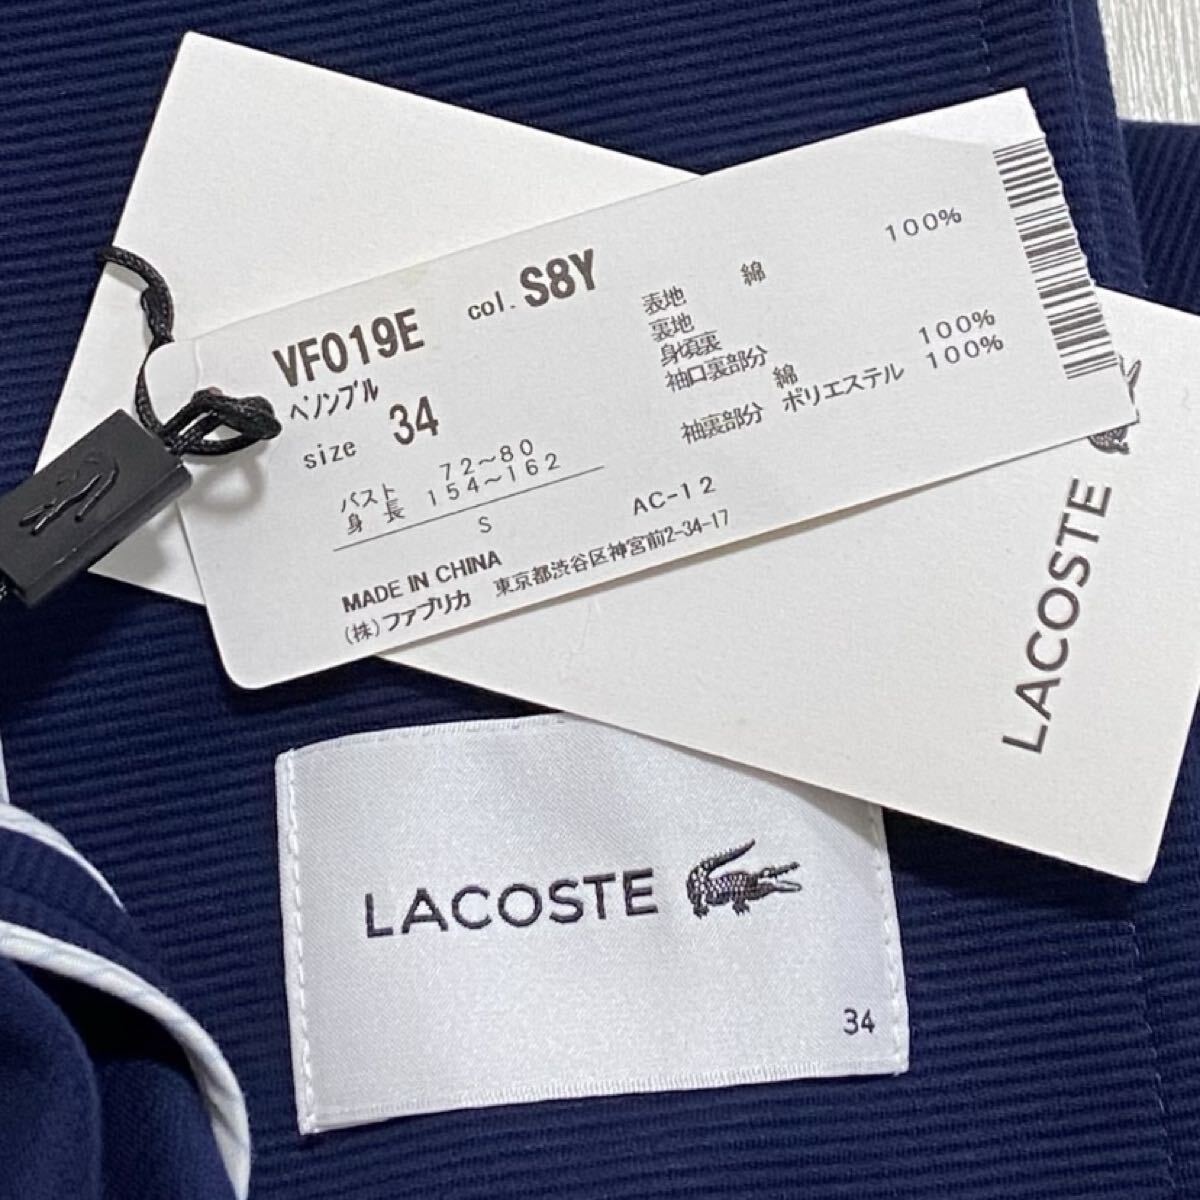 VF019E col. S8Y
ペソンブル
size 34
バスト 72~80
身長 154~162
S
MADE IN CHINA AC-12
(株)ファブリカ 東京都渋谷区神宮前2-34-17
表地 綿 100%
裏地
身頃裏
袖口裏部分 綿 100%
袖裏部分 ポリエステル 100%
LACOSTE
LACOSTE
34